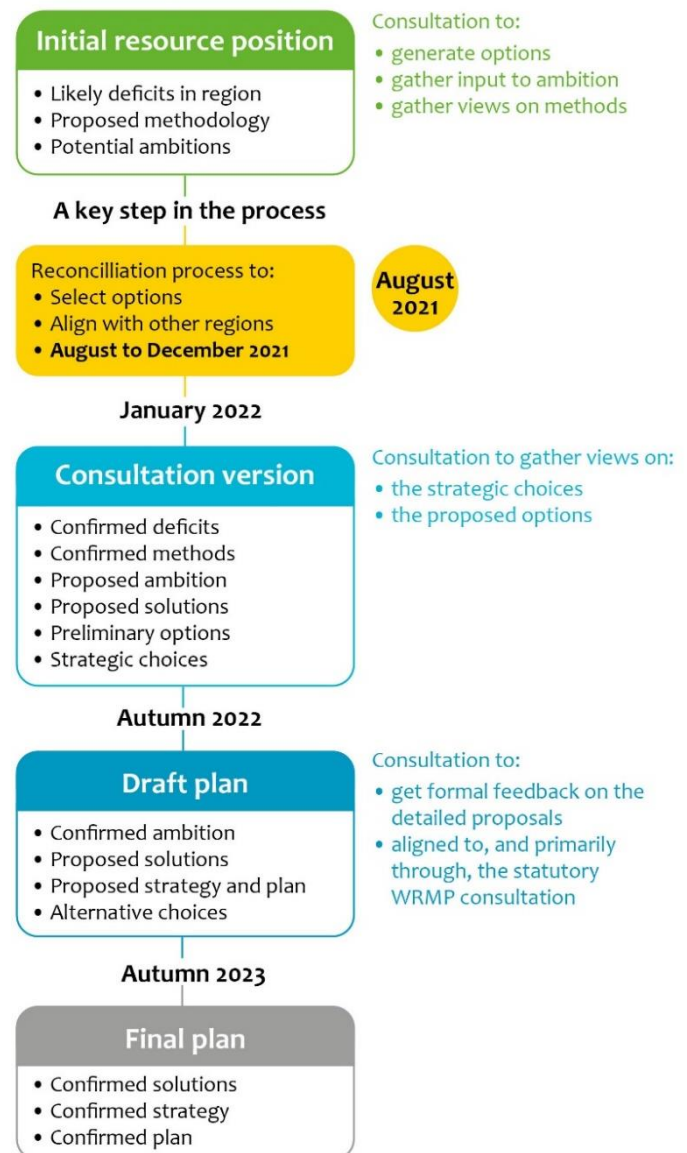 Initial resource position
• Likely deficits in region
• Proposed methodology
• Potential ambitions
Consultation to:
• generate options
• gather input to ambition
• gather views on methods
A key step in the process
Reconcilliation process to:
• Select options
• Align with other regions
• August to December 2021
August
2021
January 2022
Consultation version
• Confirmed deficits
• Confirmed methods
• Proposed ambition
• Proposed solutions
• Preliminary options
• Strategic choices
Consultation to gather views on:
• the strategic choices
• the proposed options
Autumn 2022
Draft plan
• Confirmed ambition
• Proposed solutions
• Proposed strategy and plan
• Alternative choices
Consultation to:
• get formal feedback on the
detailed proposals
• aligned to, and primarily
through, the statutory
WRMP consultation
Autumn 2023
Final plan
• Confirmed solutions
• Confirmed strategy
• Confirmed plan